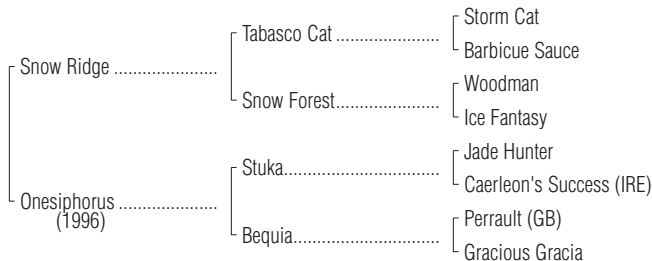 Storm Cat
Tabasco Cat ....................
Barbicue Sauce
Snow Ridge ....................
Woodman
Snow Forest....................
Ice Fantasy
Jade Hunter
Stuka..............................
Caerleon's Success (IRE)
Onesiphorus ...................
(1996)
Perrault (GB)
Bequia............................
Gracious Gracia